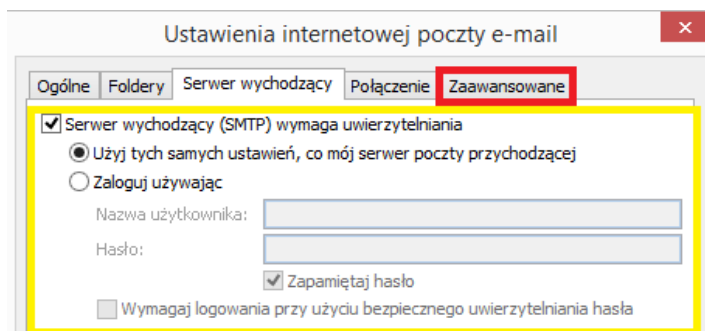 Ustawienia internetowej poczty e-mail
Ogólne Foldery Serwer wychodzący Połączenie Zaawansowane
Serwer wychodzący (SMTP) wymaga uwierzytelniania
Użyj tych samych ustawień, co mój serwer poczty przychodzącej
Zaloguj używając
Nazwa użytkownika:
Hasło:
Zapamiętaj hasło
Wymagaj logowania przy użyciu bezpiecznego uwierzytelniania hasła